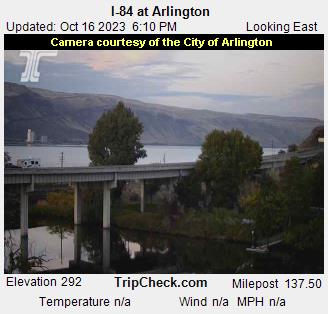 I-84 at Arlington
Updated: Oct 16 2023 6:10 PM Looking East
Camera courtesy of the City of Arlington
Elevation 292 TripCheck.com Milepost 137.50
Temperature n/a Wind n/a MPH n/a